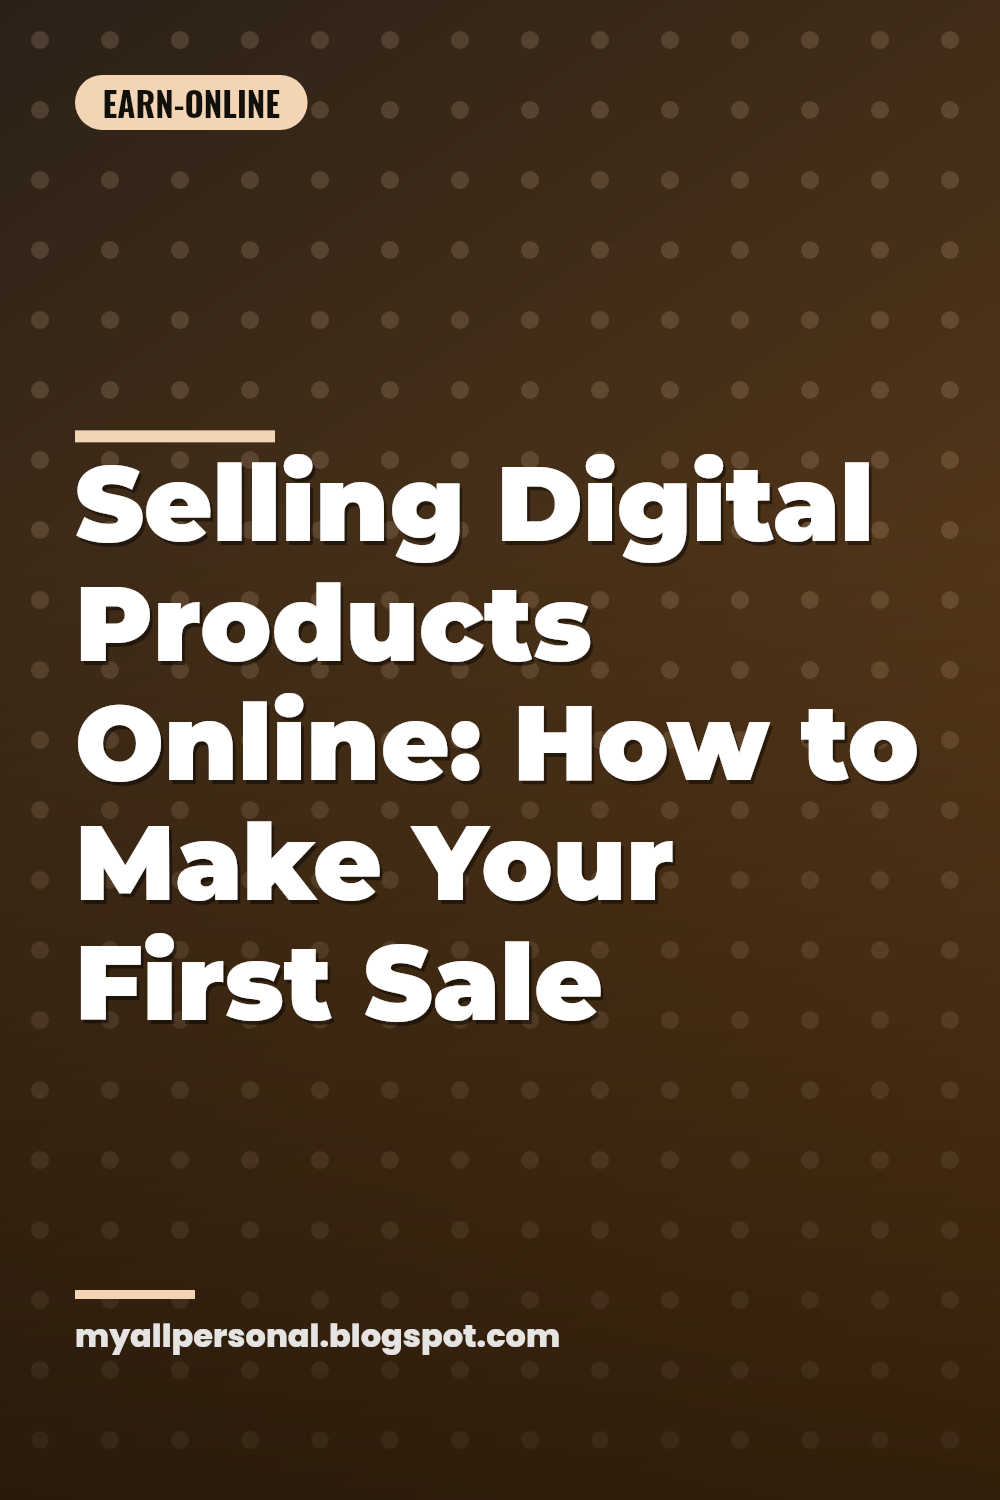 EARN-ONLINE
Selling Digital
Products
Online: How to
Make Your
First Sale
myallpersonal.blogspot.com